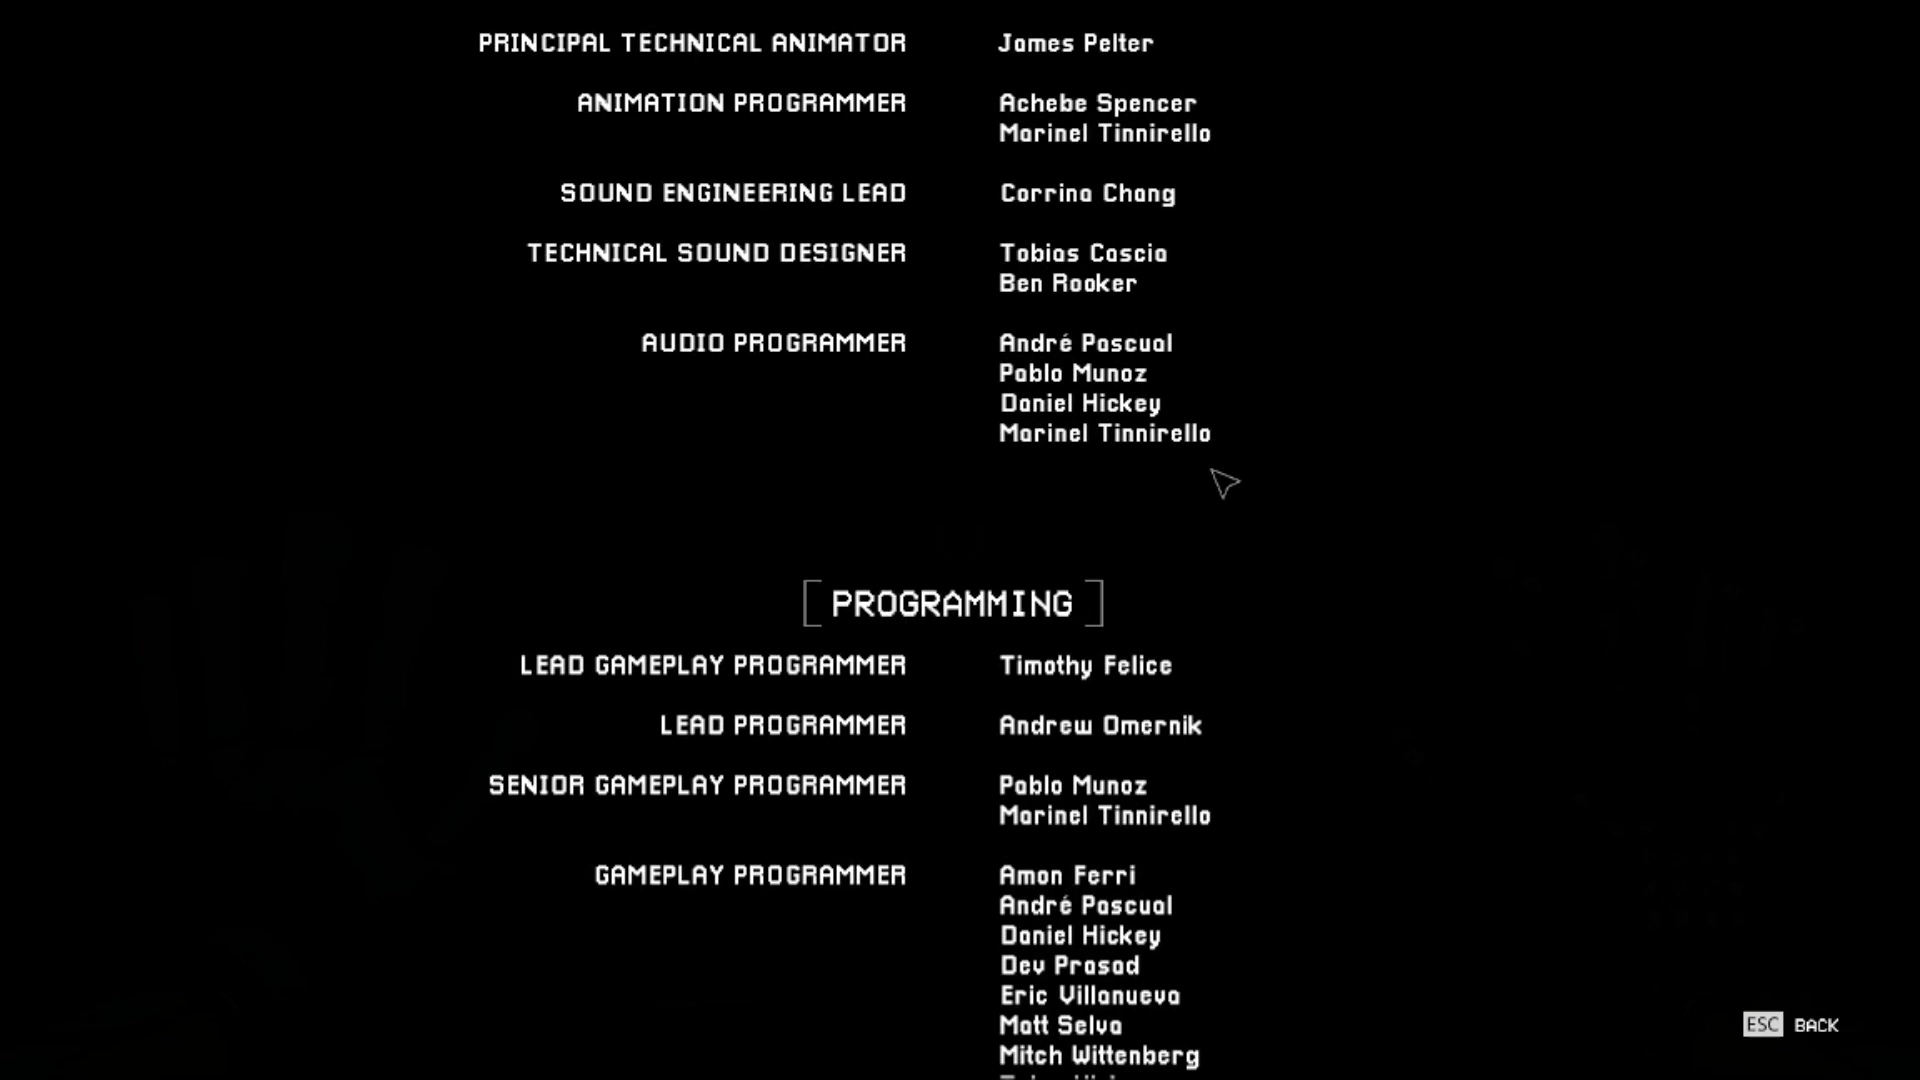 PRINCIPAL TECHNICAL ANIMATOR James Pelter
ANIMATION PROGRAMMER Achebe Spencer
Marinel Tinnirello
SOUND ENGINEERING LEAD Corrina Chang
TECHNICAL SOUND DESIGNER Tobias Cascia
Ben Rooker
AUDIO PROGRAMMER André Pascual
Pablo Munoz
Daniel Hickey
Marinel Tinnirello
PROGRAMMING
LEAD GAMEPLAY PROGRAMMER Timothy Felice
LEAD PROGRAMMER Andrew Omernik
SENIOR GAMEPLAY PROGRAMMER Pablo Munoz
Marinel Tinnirello
GAMEPLAY PROGRAMMER Amon Ferri
André Pascual
Daniel Hickey
Dev Prasad
Eric Villanueva
Matt Selva
Mitch Wittenberg
ESC BACK